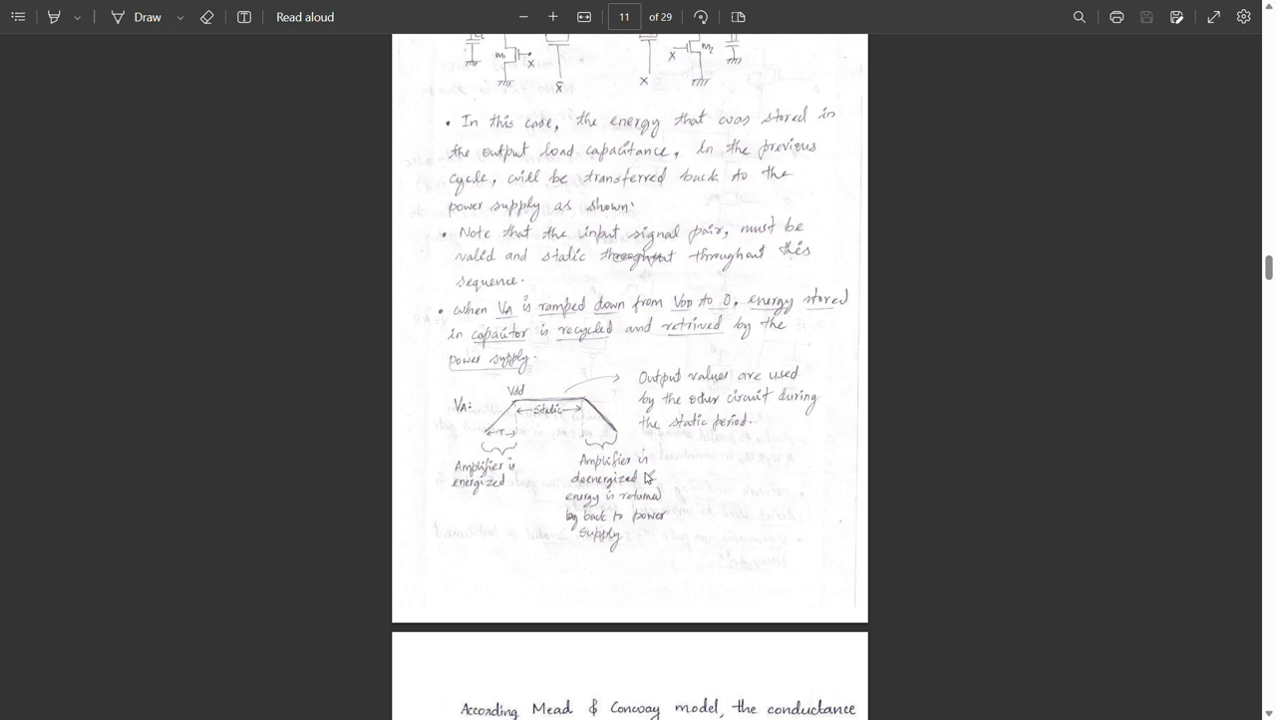 Draw
Read aloud
11
of 29
m1
x
x̄
x
x
m2
• In this case, the energy that was stored in
the output load capacitance, in the previous
cycle, will be transferred back to the
power supply as shown.
• Note that the input signal pair, must be
valid and static throughout this
sequence.
• when VA is ramped down from VDD to 0, energy stored
in capacitor is recycled and retrived by the
power supply.
Vdd
VA:
Static
T
Output values are used
by the other circuit during
the static period.
Amplifier is
energized
Amplifier is
deenergized
energy is returned
back to power
supply
According Mead & Conway model, the conductance